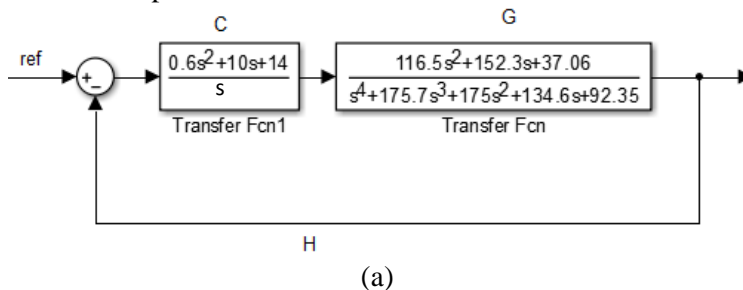 C G
ref
+ −
0.6s²+10s+14
s
116.5s²+152.3s+37.06
s⁴+175.7s³+175s²+134.6s+92.35
Transfer Fcn1 Transfer Fcn
H
(a)